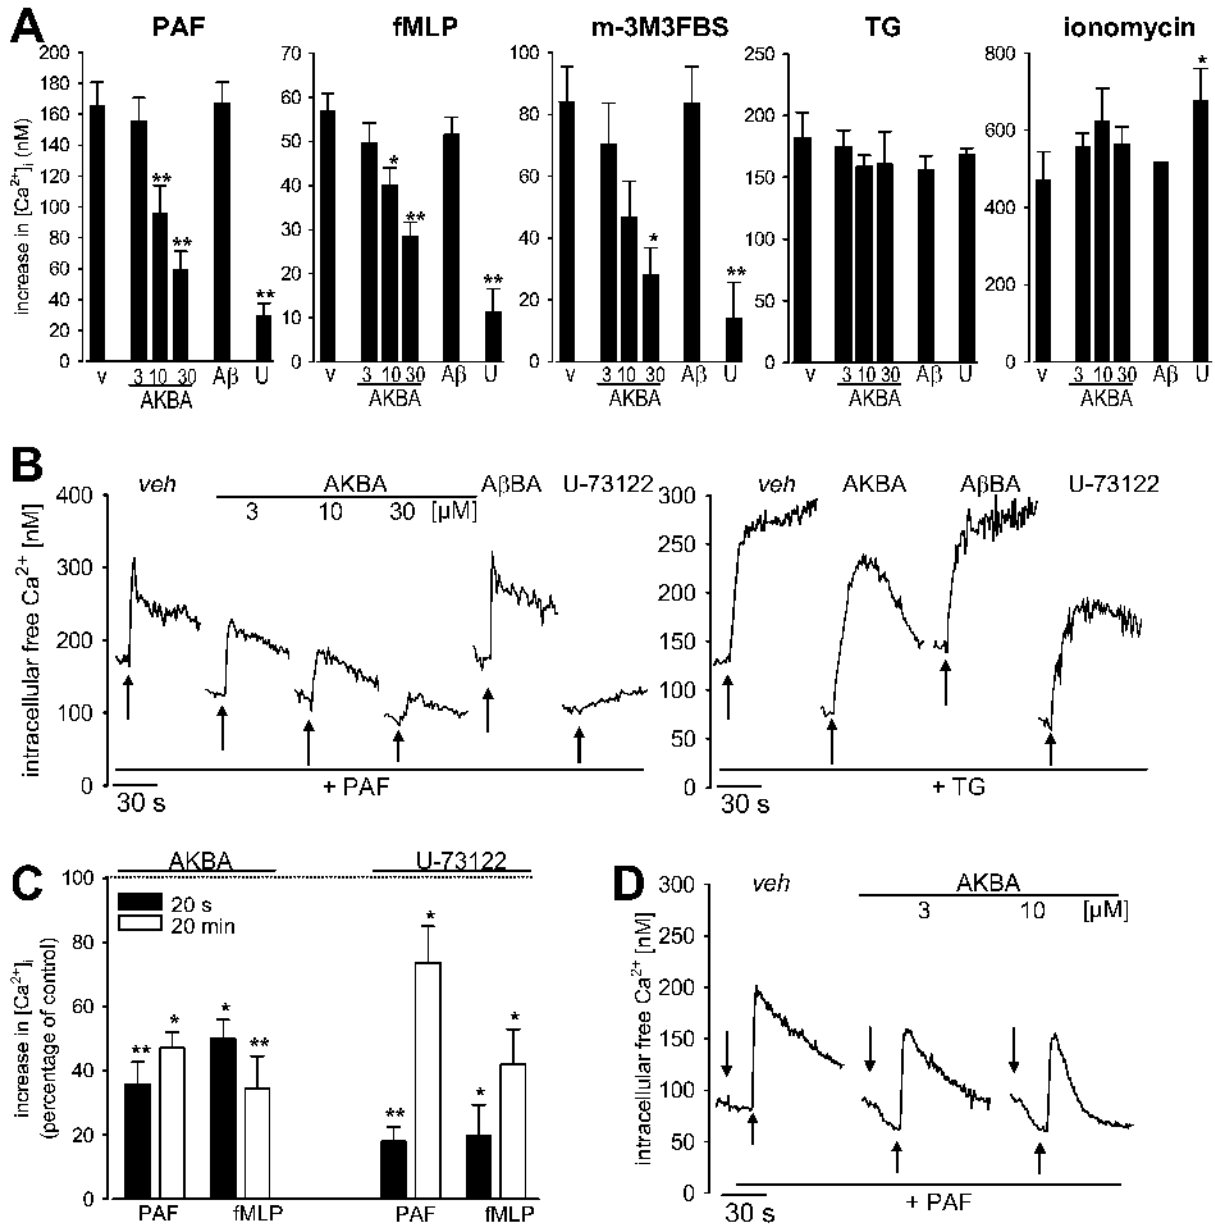 A
PAF
fMLP
m-3M3FBS
TG
ionomycin
increase in [Ca²⁺]ᵢ (nM)
200
180
160
140
120
100
80
60
40
20
0
**
**
**
v
3 10 30
Aβ
U
AKBA
70
60
50
40
30
20
10
0
*
**
**
v
3 10 30
Aβ
U
AKBA
100
80
60
40
20
0
*
**
v
3 10 30
Aβ
U
AKBA
250
200
150
100
50
0
v
3 10 30
Aβ
U
AKBA
800
600
400
200
0
*
v
3 10 30
Aβ
U
AKBA
B
veh
AKBA
AβBA
U-73122
3 10 30 [µM]
intracellular free Ca²⁺ [nM]
400
300
200
100
0
+ PAF
30 s
veh
AKBA
AβBA
U-73122
300
250
200
150
100
50
0
+ TG
30 s
C
AKBA
U-73122
20 s
20 min
increase in [Ca²⁺]ᵢ
(percentage of control)
100
80
60
40
20
0
**
*
*
**
**
*
*
*
PAF
fMLP
PAF
fMLP
D
veh
AKBA
3 10 [µM]
intracellular free Ca²⁺ [nM]
300
250
200
150
100
50
0
+ PAF
30 s